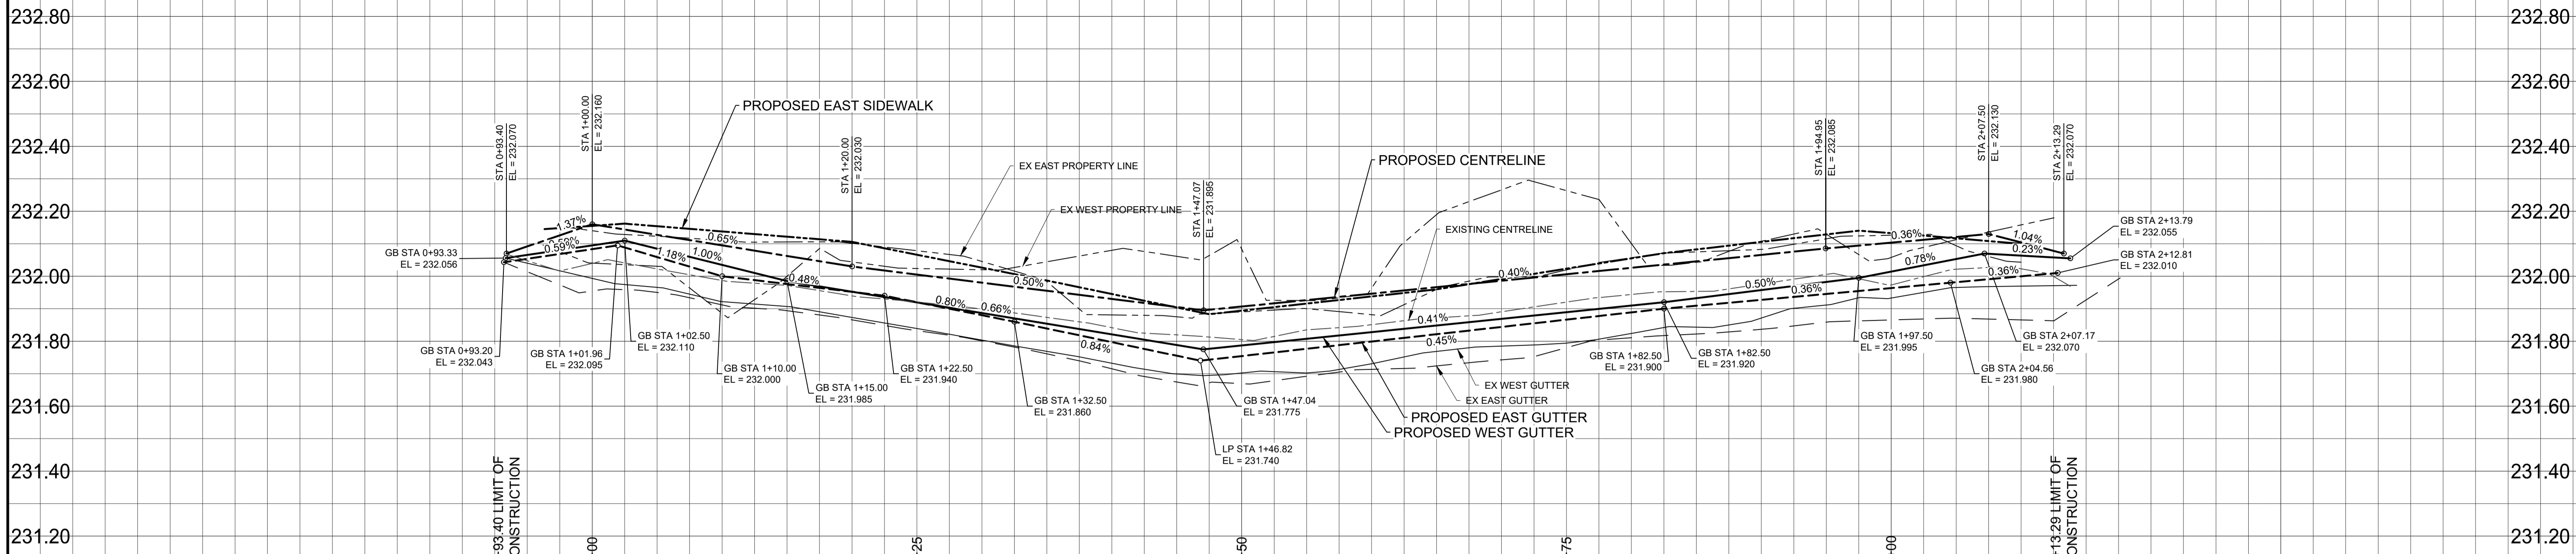 232.80
232.80
232.60
232.60
232.40
232.40
232.20
232.20
232.00
232.00
231.80
231.80
231.60
231.60
231.40
231.40
231.20
231.20
STA 0+93.40
EL = 232.070
STA 1+00.00
EL = 232.160
PROPOSED EAST SIDEWALK
STA 1+20.00
EL = 232.030
EX EAST PROPERTY LINE
EX WEST PROPERTY LINE
STA 1+47.07
EL = 231.895
PROPOSED CENTRELINE
EXISTING CENTRELINE
STA 1+94.95
EL = 232.085
STA 2+07.50
EL = 232.130
STA 2+13.29
EL = 232.070
GB STA 2+13.79
EL = 232.055
GB STA 2+12.81
EL = 232.010
GB STA 0+93.33
EL = 232.056
1.37%
0.59%
0.65%
1.18%
1.00%
0.48%
0.50%
0.80%
0.66%
0.84%
0.40%
0.41%
0.45%
0.50%
0.36%
0.36%
0.78%
1.04%
0.23%
0.36%
GB STA 0+93.20
EL = 232.043
GB STA 1+01.96
EL = 232.095
GB STA 1+02.50
EL = 232.110
GB STA 1+10.00
EL = 232.000
GB STA 1+15.00
EL = 231.985
GB STA 1+22.50
EL = 231.940
GB STA 1+32.50
EL = 231.860
GB STA 1+47.04
EL = 231.775
LP STA 1+46.82
EL = 231.740
EX WEST GUTTER
EX EAST GUTTER
PROPOSED EAST GUTTER
PROPOSED WEST GUTTER
GB STA 1+82.50
EL = 231.900
GB STA 1+82.50
EL = 231.920
GB STA 1+97.50
EL = 231.995
GB STA 2+04.56
EL = 231.980
GB STA 2+07.17
EL = 232.070
+93.40 LIMIT OF
ONSTRUCTION
+13.29 LIMIT OF
ONSTRUCTION
+00
+25
+50
+75
+00